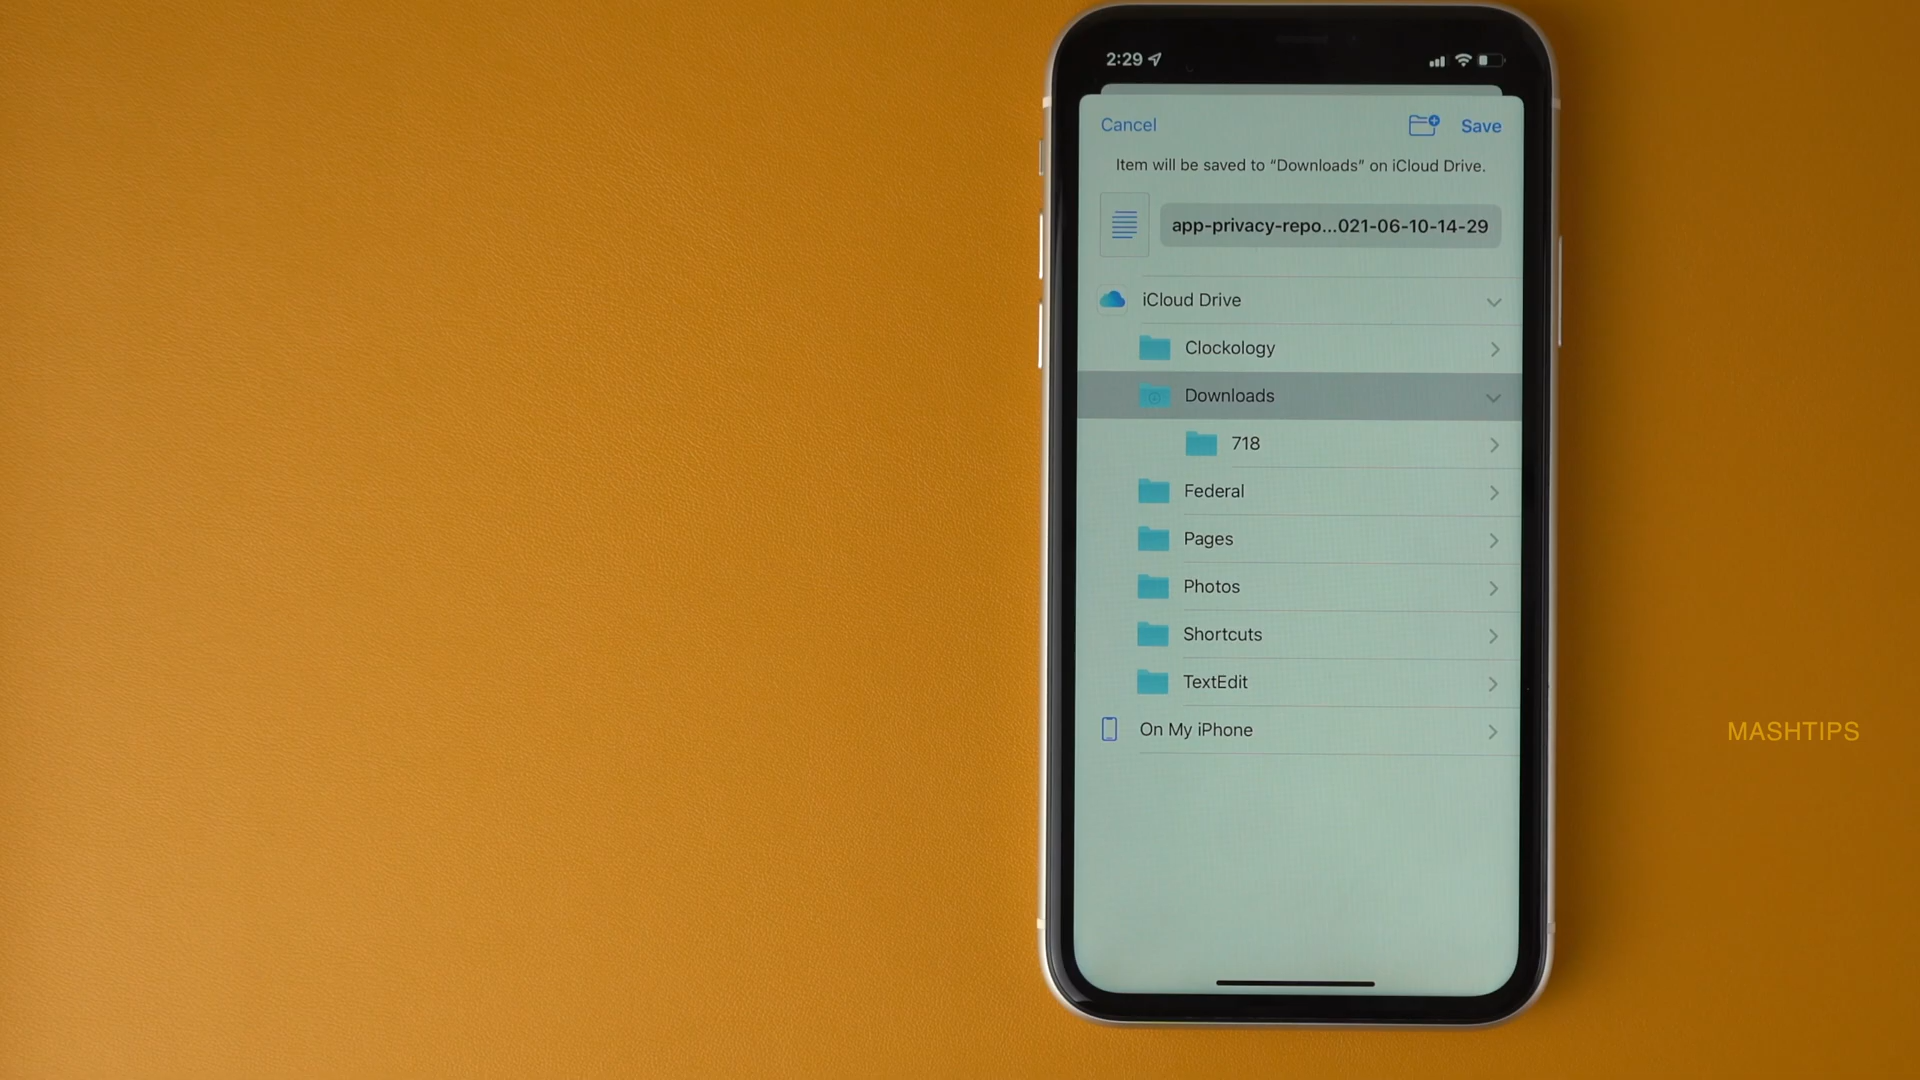 2:29
Cancel
Save
Item will be saved to “Downloads” on iCloud Drive.
app-privacy-repo...021-06-10-14-29
iCloud Drive
Clockology
Downloads
718
Federal
Pages
Photos
Shortcuts
TextEdit
On My iPhone
MASHTIPS